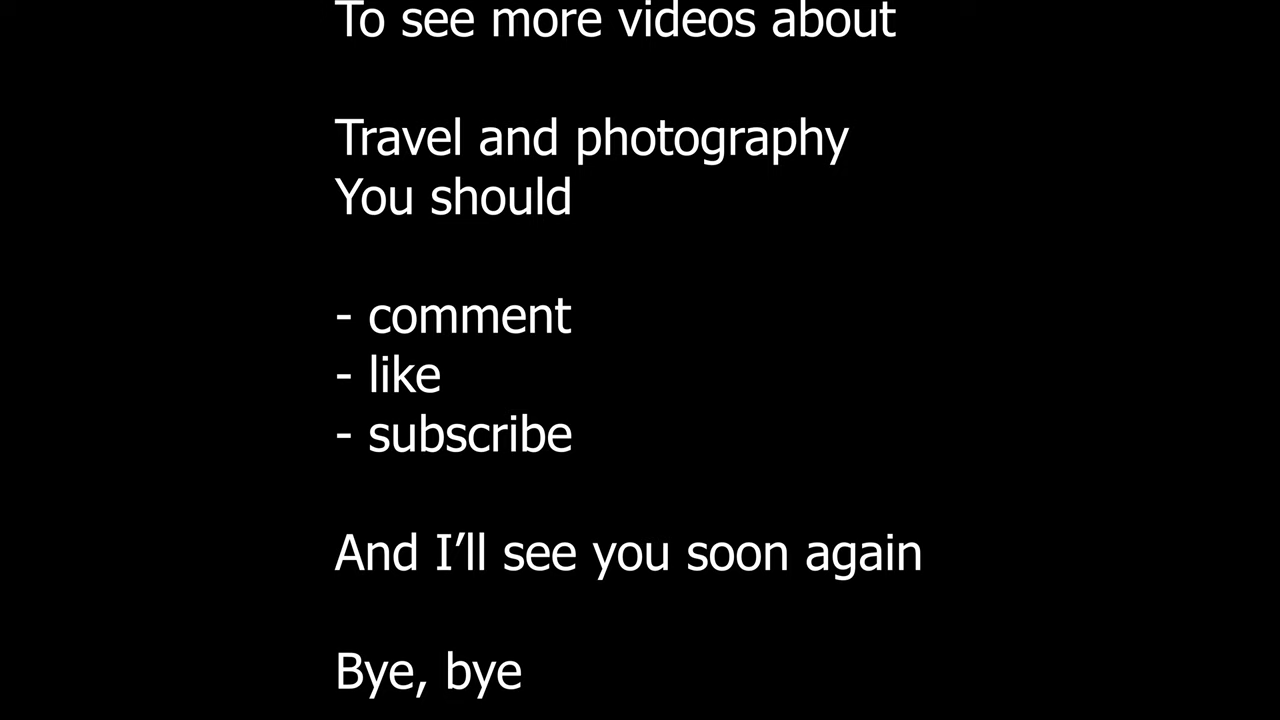 To see more videos about
Travel and photography
You should
- comment
- like
- subscribe
And I’ll see you soon again
Bye, bye